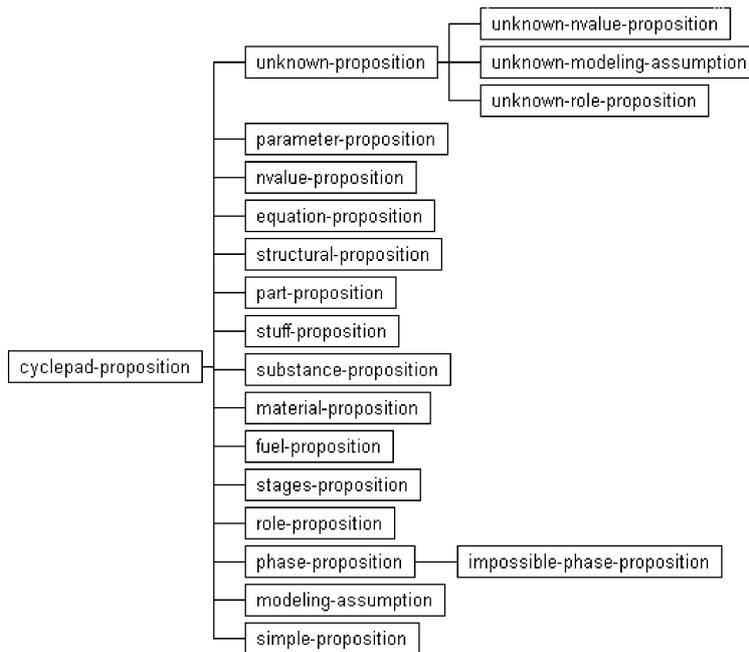 unknown-nvalue-proposition
unknown-proposition
unknown-modeling-assumption
unknown-role-proposition
parameter-proposition
nvalue-proposition
equation-proposition
structural-proposition
part-proposition
stuff-proposition
cyclepad-proposition
substance-proposition
material-proposition
fuel-proposition
stages-proposition
role-proposition
phase-proposition
impossible-phase-proposition
modeling-assumption
simple-proposition